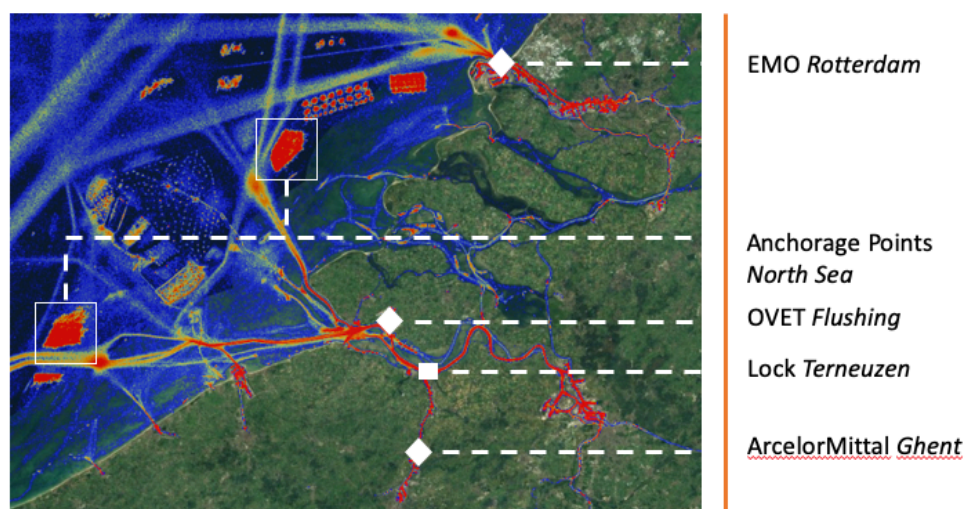 EMO Rotterdam
Anchorage Points
North Sea
OVET Flushing
Lock Terneuzen
ArcelorMittal Ghent